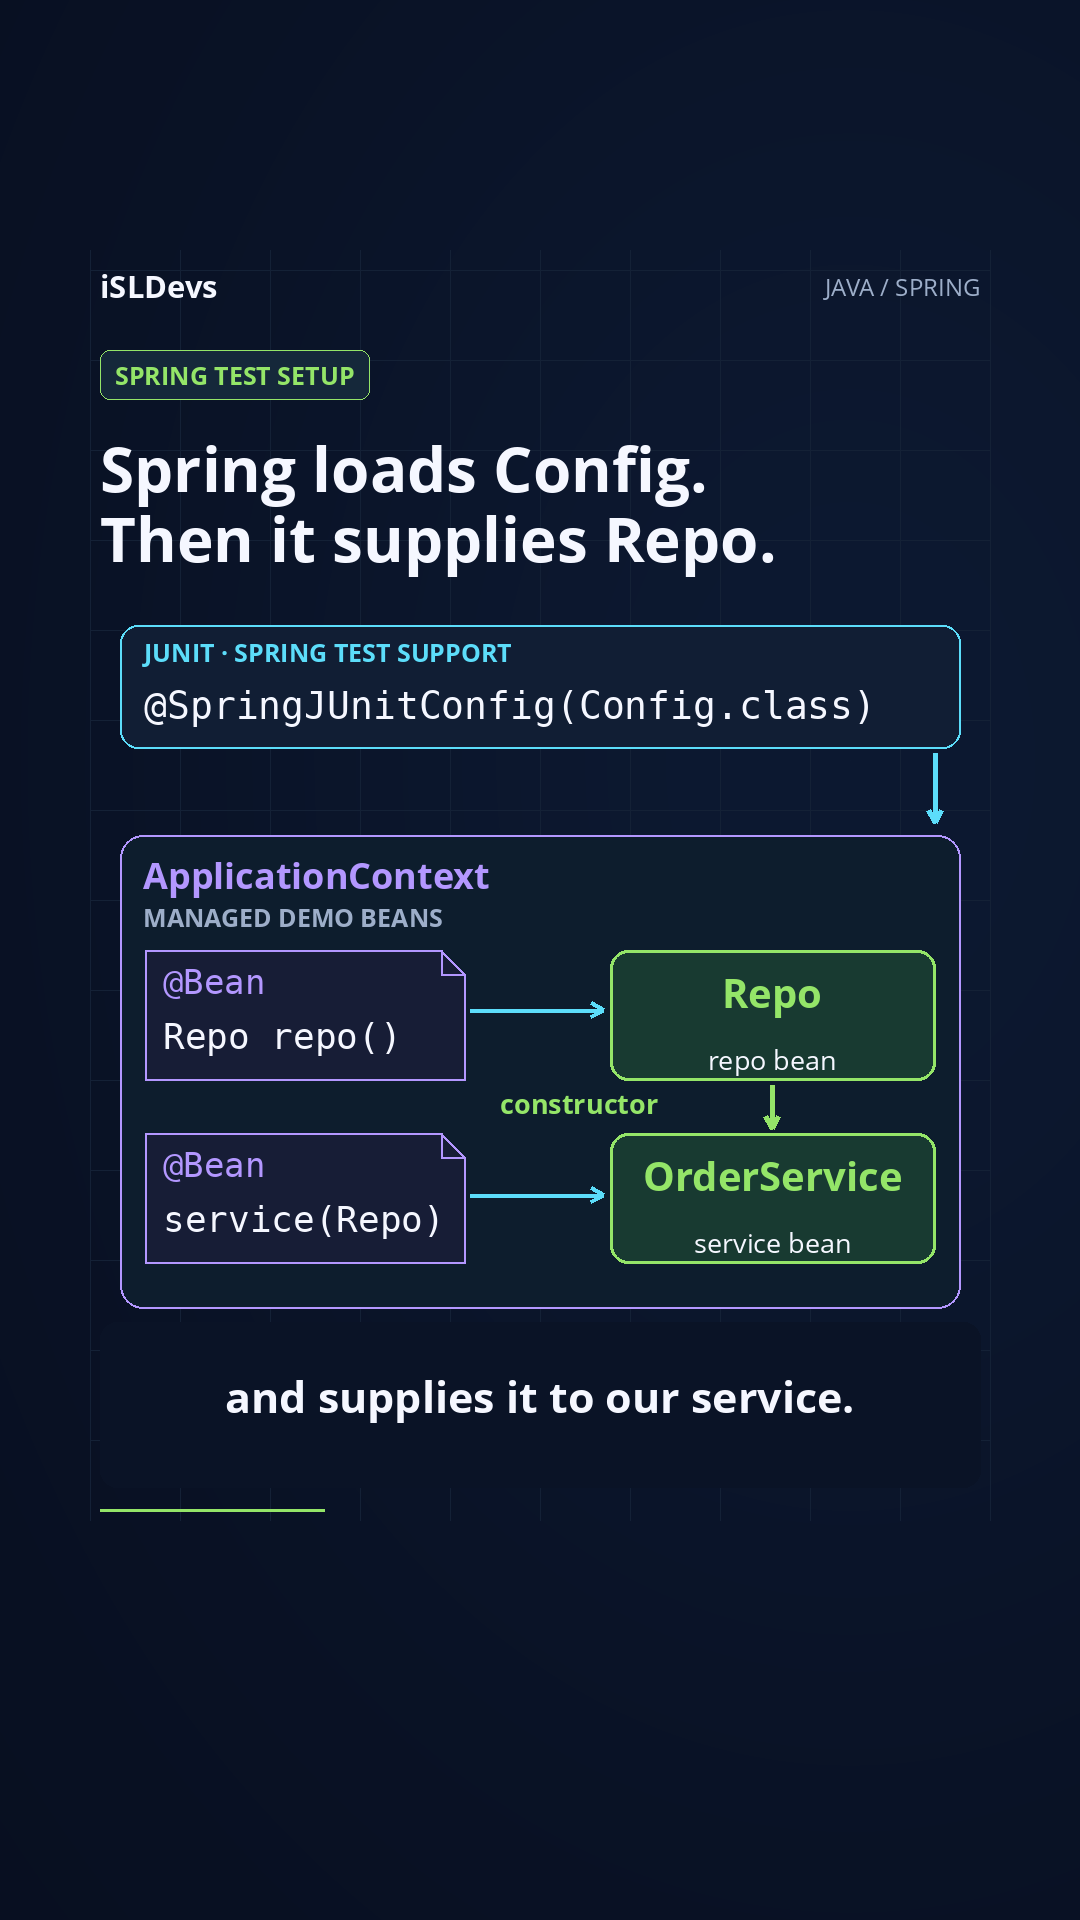 iSLDevs
JAVA / SPRING
SPRING TEST SETUP
Spring loads Config.
Then it supplies Repo.
JUNIT · SPRING TEST SUPPORT
@SpringJUnitConfig(Config.class)
ApplicationContext
MANAGED DEMO BEANS
@Bean
Repo repo()
Repo
repo bean
constructor
@Bean
service(Repo)
OrderService
service bean
and supplies it to our service.